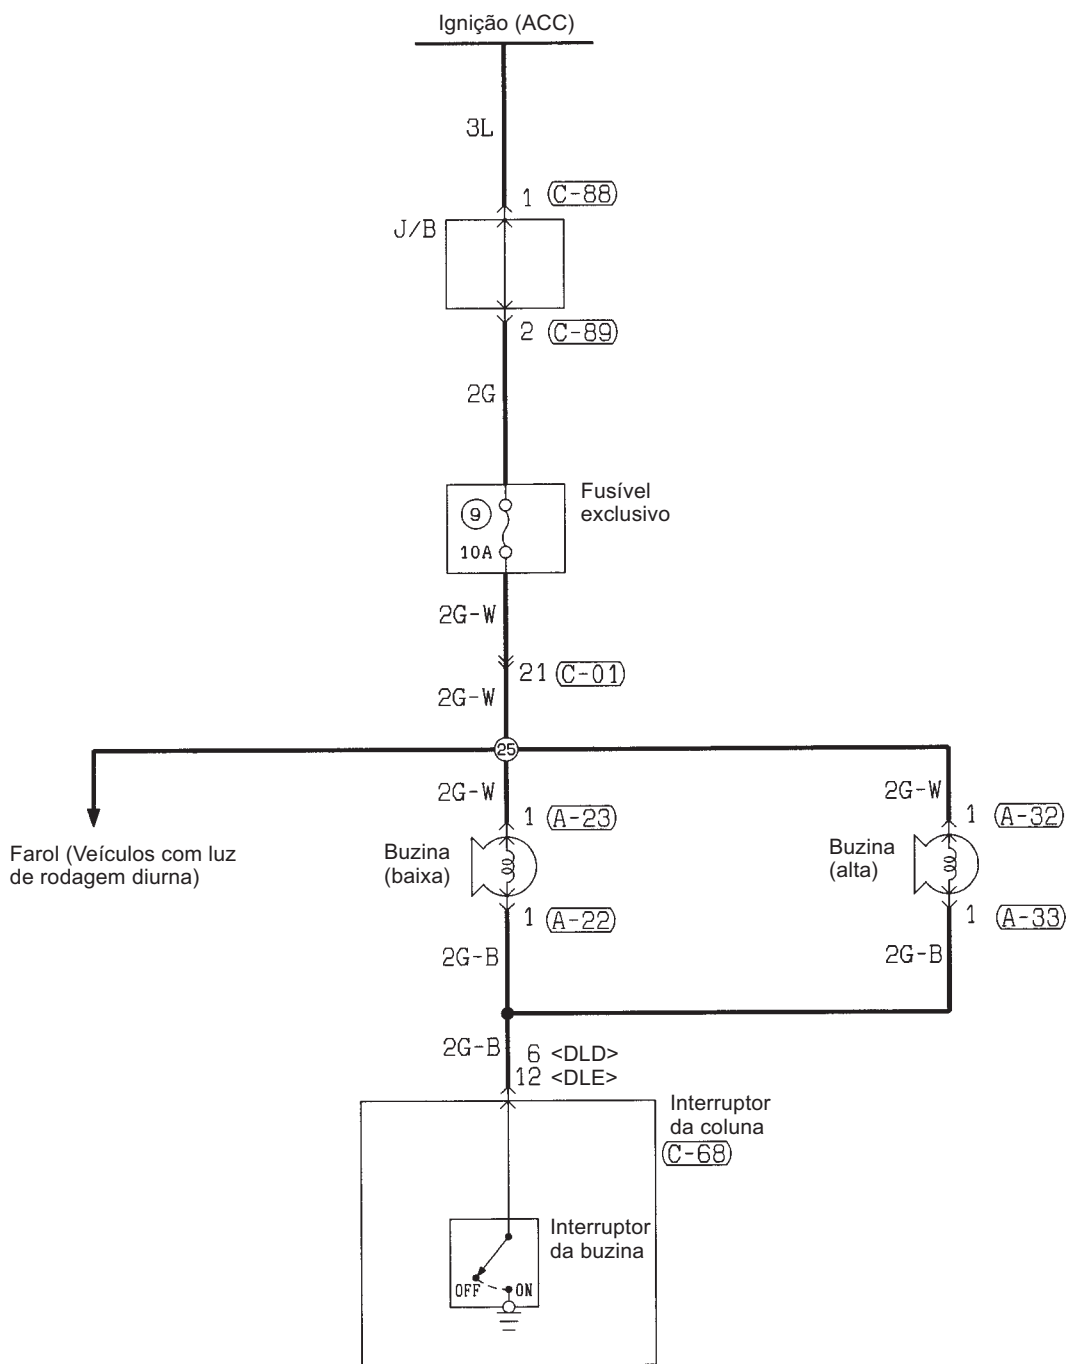 Ignição (ACC)
3L
1 C-88
J/B
2 C-89
2G
Fusível
exclusivo
9
10A
2G-W
21 C-01
2G-W
25
2G-W
2G-W
1 A-23
1 A-32
Farol (Veículos com luz
de rodagem diurna)
Buzina
(baixa)
Buzina
(alta)
1 A-22
1 A-33
2G-B
2G-B
2G-B
6 <DLD>
12 <DLE>
Interruptor
da coluna
C-68
Interruptor
da buzina
OFF
ON